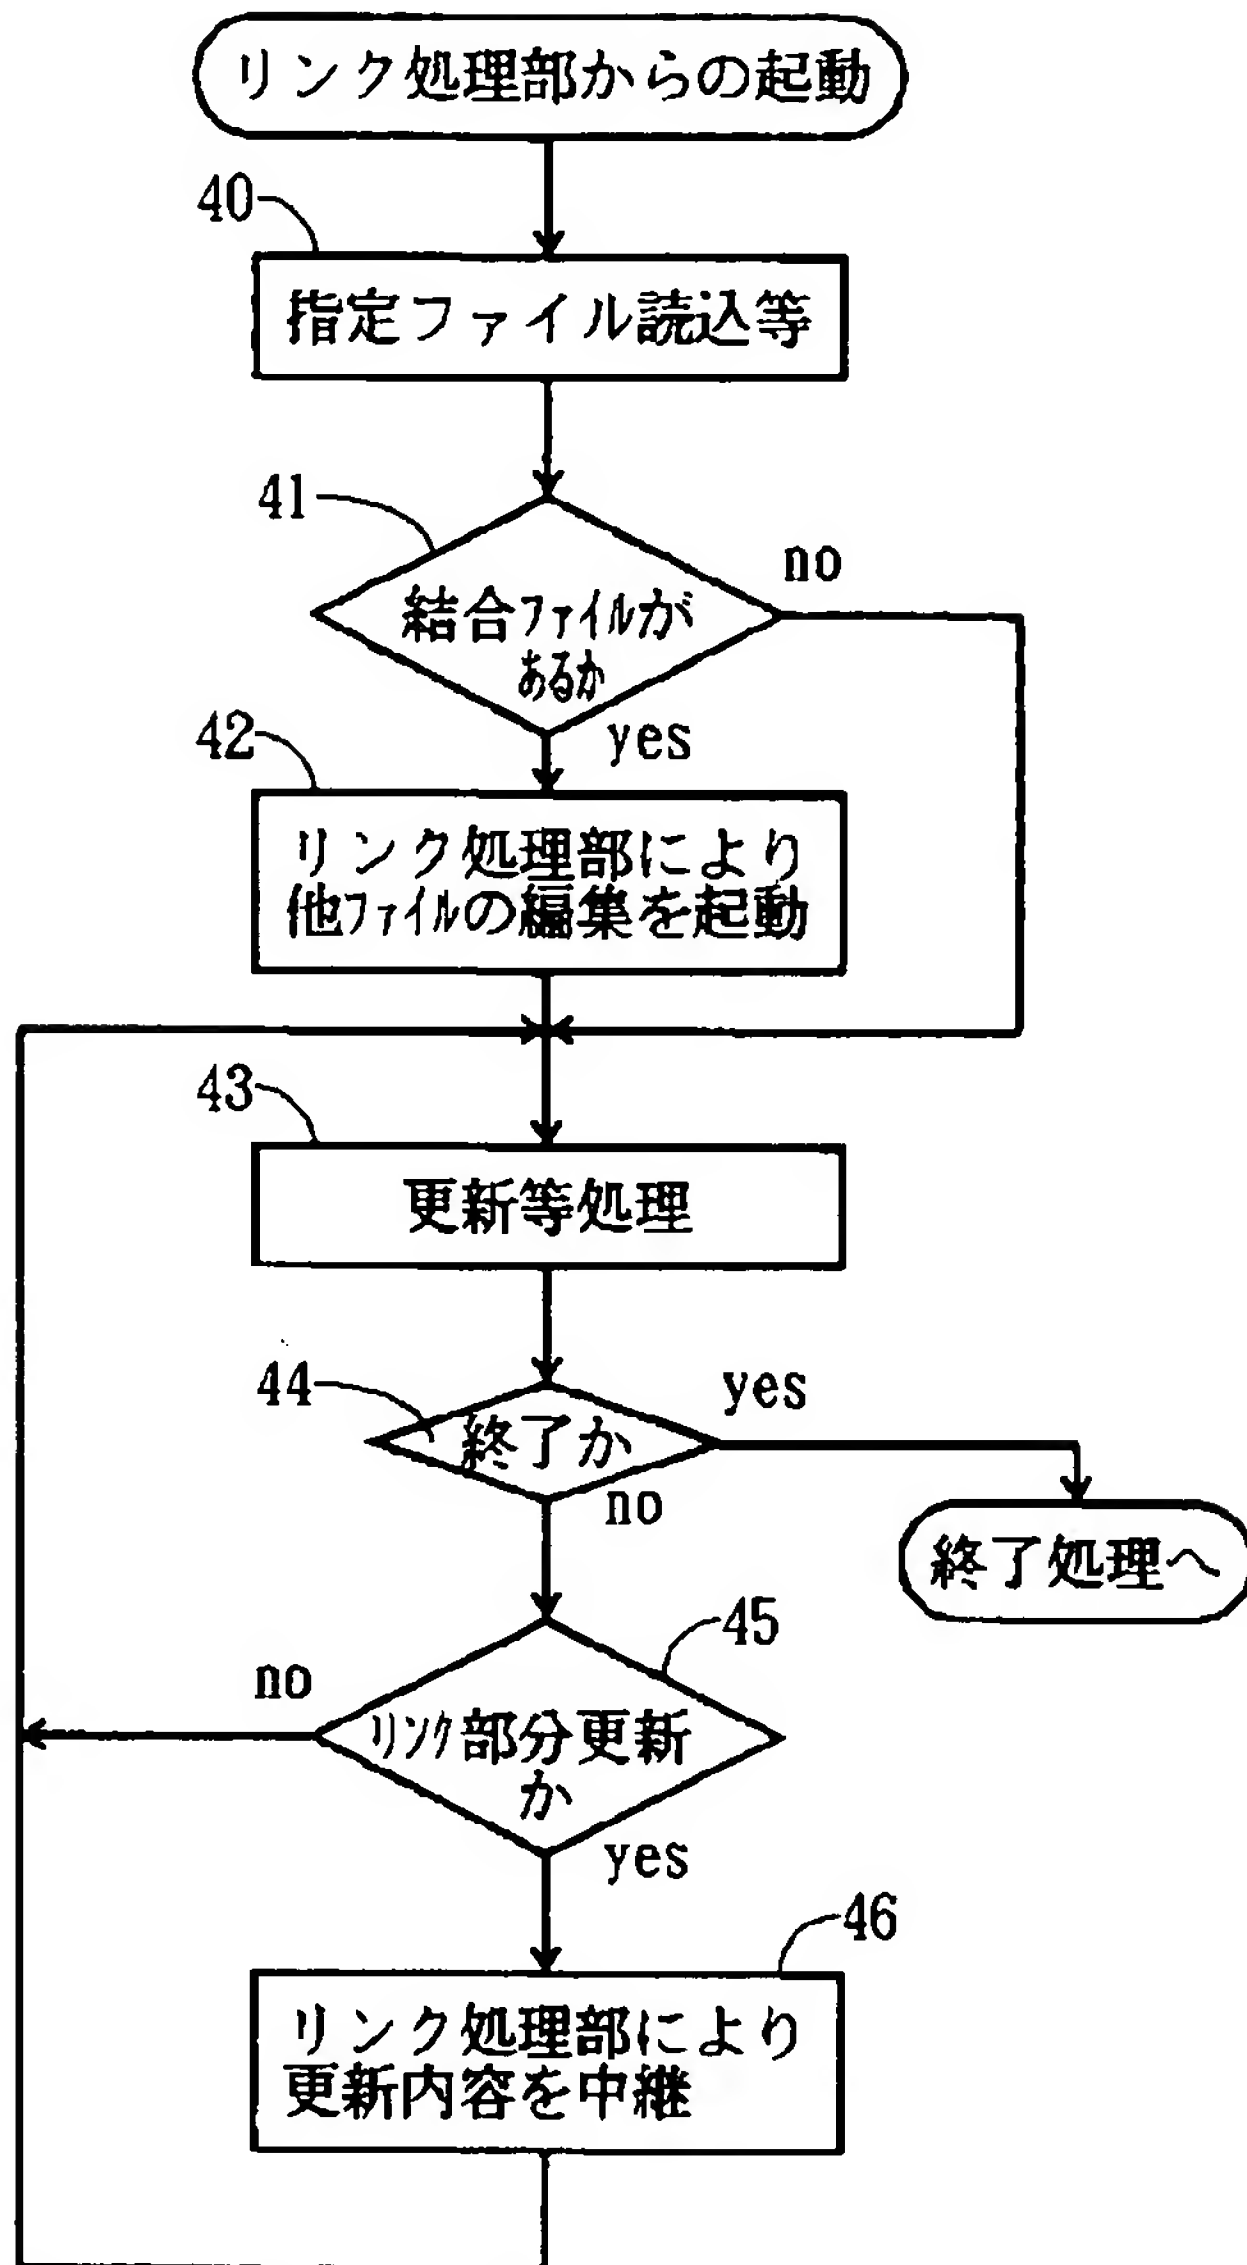 リンク処理部からの起動
40
指定ファイル読込等
41
no
結合ファイルが
あるか
yes
42
リンク処理部により
他ファイルの編集を起動
43
更新等処理
44
yes
終了か
no
終了処理へ
45
no
リンク部分更新
か
yes
46
リンク処理部により
更新内容を中継